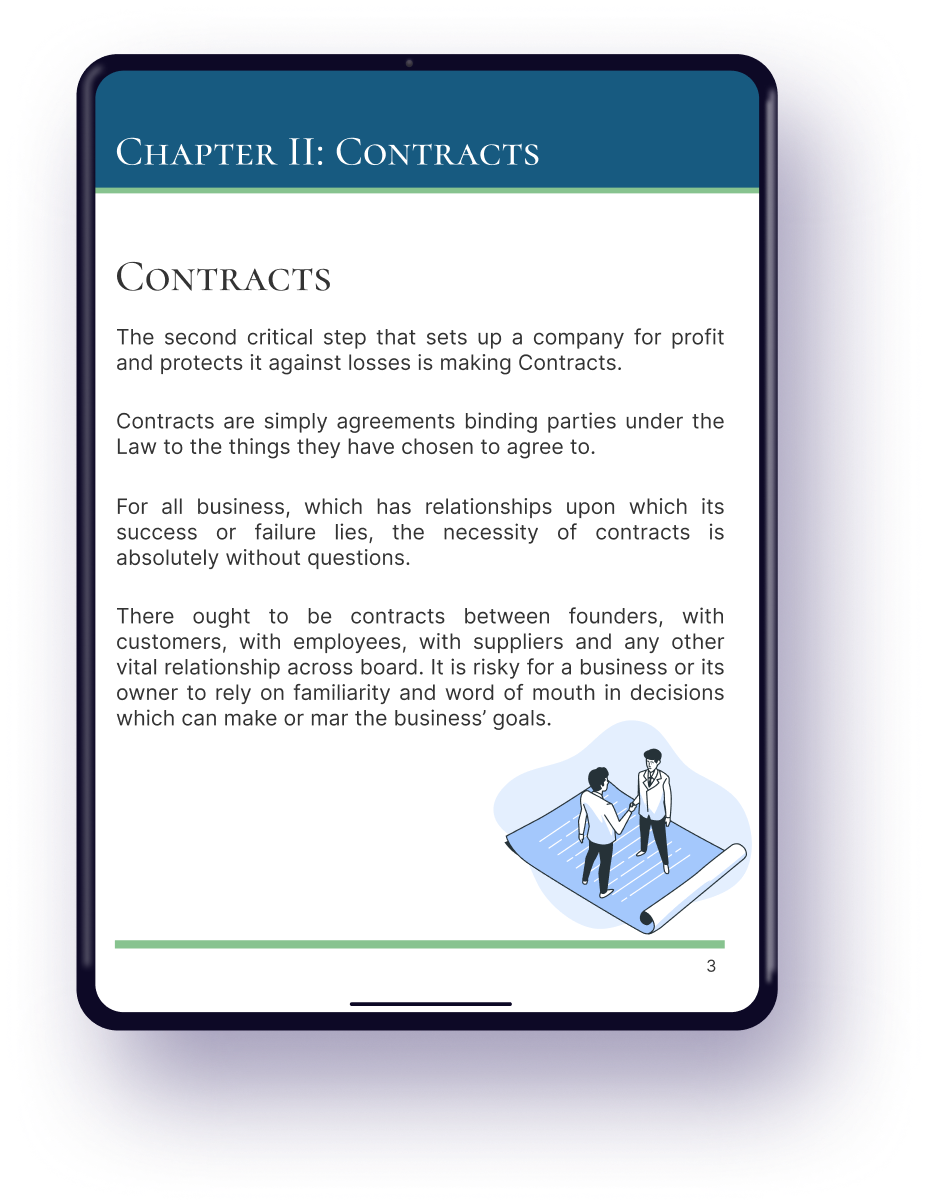 Chapter II: Contracts
Contracts
The second critical step that sets up a company for profit
and protects it against losses is making Contracts.
Contracts are simply agreements binding parties under the
Law to the things they have chosen to agree to.
For all business, which has relationships upon which its
success or failure lies, the necessity of contracts is
absolutely without questions.
There ought to be contracts between founders, with
customers, with employees, with suppliers and any other
vital relationship across board. It is risky for a business or its
owner to rely on familiarity and word of mouth in decisions
which can make or mar the business’ goals.
3